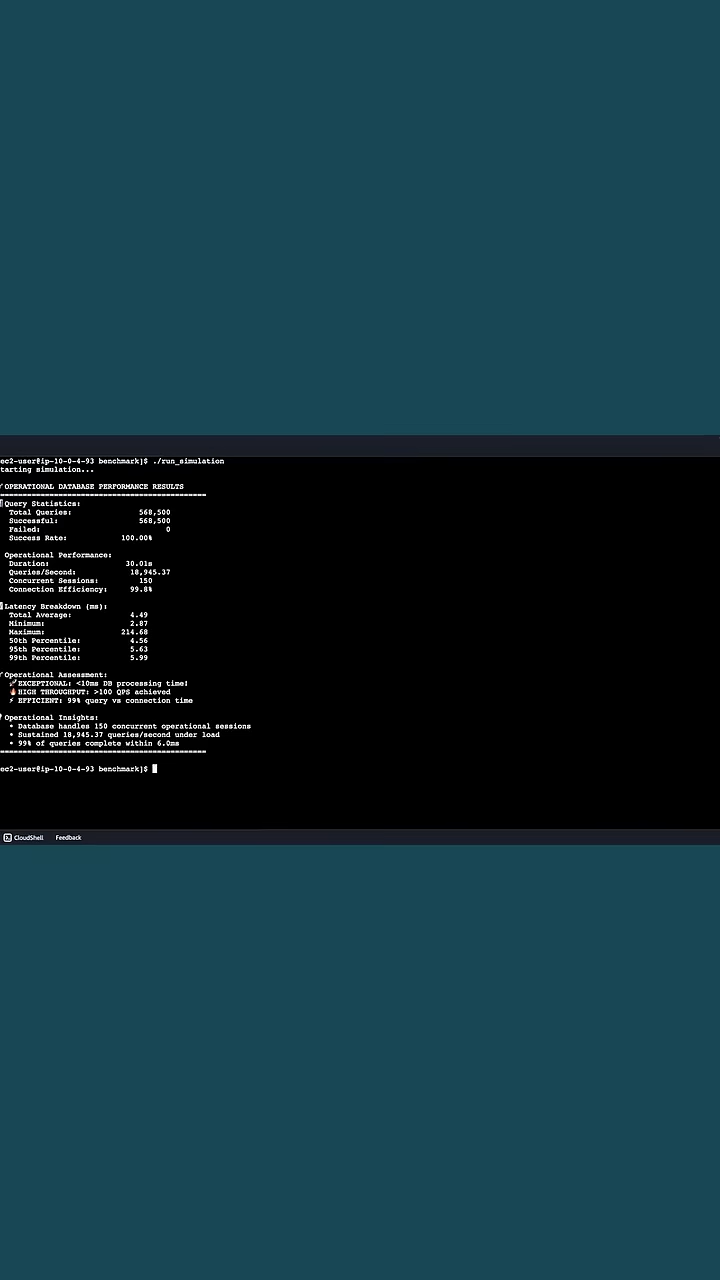 ec2-user@ip-10-0-4-93 benchmark]$ ./run_simulation
tarting simulation...
OPERATIONAL DATABASE PERFORMANCE RESULTS
==============================================
Query Statistics:
Total Queries: 568,500
Successful: 568,500
Failed: 0
Success Rate: 100.00%
Operational Performance:
Duration: 30.01s
Queries/Second: 18,945.37
Concurrent Sessions: 150
Connection Efficiency: 99.8%
Latency Breakdown (ms):
Total Average: 4.49
Minimum: 2.87
Maximum: 214.68
50th Percentile: 4.56
95th Percentile: 5.63
99th Percentile: 5.99
Operational Assessment:
🚀EXCEPTIONAL: <10ms DB processing time!
🔥HIGH THROUGHPUT: >100 QPS achieved
⚡ EFFICIENT: 99% query vs connection time
Operational Insights:
• Database handles 150 concurrent operational sessions
• Sustained 18,945.37 queries/second under load
• 99% of queries complete within 6.0ms
==============================================
ec2-user@ip-10-0-4-93 benchmark]$
CloudShell Feedback